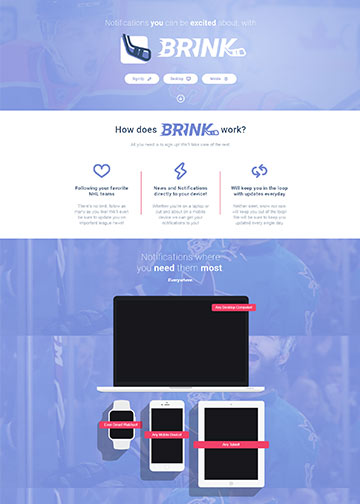 Notifications you can be excited about, with
BRINK
Sign Up
Desktop
Mobile
How does BRINK work?
All you need is to sign up! We'll take care of the rest
Following your favorite
NHL teams
News and Notifications
directly to your device!
Will keep you in the loop
with updates everyday
There's no limit, follow as
many as you like! We'll even
be sure to update you on
important league news!
Whether you're on a laptop or
out and about on a mobile
device, we can get your
notifications to you!
will keep you out of the loop!
We will be sure to keep you
updated every single day.
Notifications where
you need them most
Everywhere.
Any Desktop Computer!
Even Smart Watches!
Any Mobile Device!
Any Tablet!